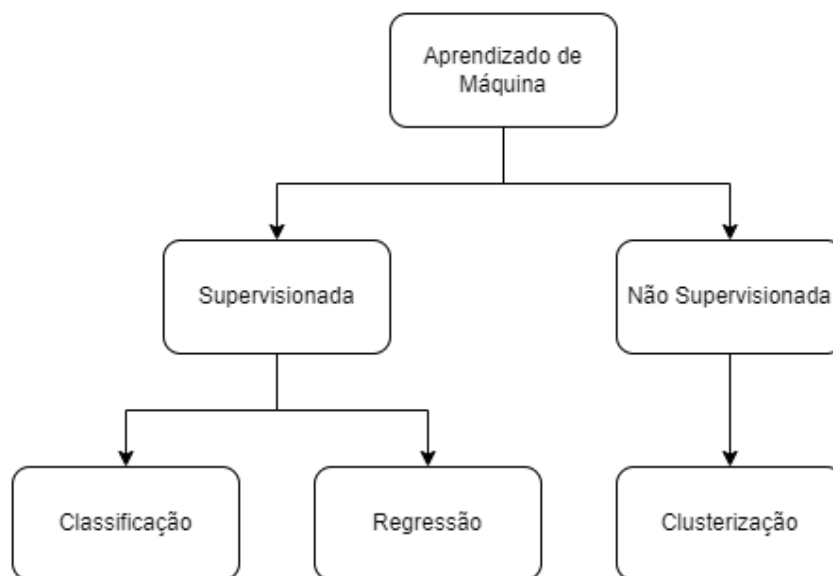 Aprendizado de
Máquina
Supervisionada
Não Supervisionada
Classificação
Regressão
Clusterização